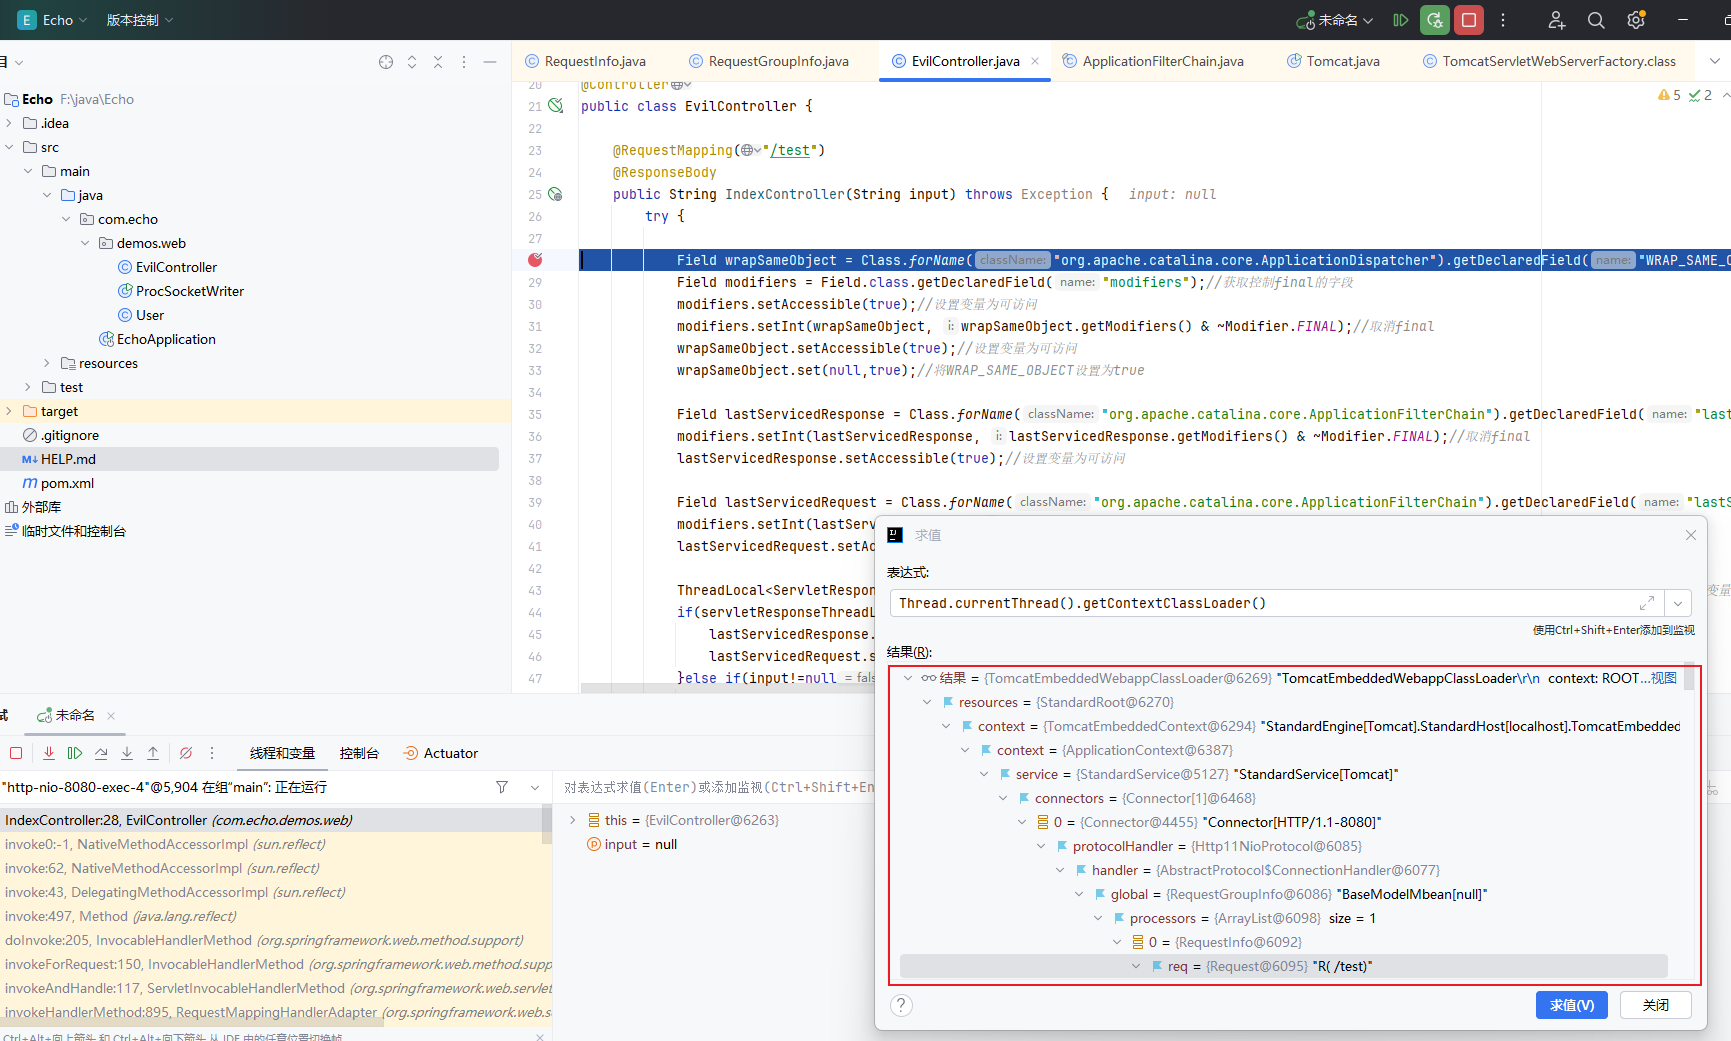 E Echo 版本控制 未命名
目
Echo F:\java\Echo
.idea
src
main
java
com.echo
demos.web
EvilController
ProcSocketWriter
User
EchoApplication
resources
test
target
.gitignore
HELP.md
pom.xml
外部库
临时文件和控制台
RequestInfo.java RequestGroupInfo.java EvilController.java ApplicationFilterChain.java Tomcat.java TomcatServletWebServerFactory.class
5 2
20 @Controller
21 public class EvilController {
22
23 @RequestMapping("/test")
24 @ResponseBody
25 public String IndexController(String input) throws Exception { input: null
26 try {
27
Field wrapSameObject = Class.forName( className: "org.apache.catalina.core.ApplicationDispatcher").getDeclaredField( name: "WRAP_SAME_O
29 Field modifiers = Field.class.getDeclaredField( name: "modifiers");//获取控制final的字段
30 modifiers.setAccessible(true);//设置变量为可访问
31 modifiers.setInt(wrapSameObject, i: wrapSameObject.getModifiers() & ~Modifier.FINAL);//取消final
32 wrapSameObject.setAccessible(true);//设置变量为可访问
33 wrapSameObject.set(null,true);//将WRAP_SAME_OBJECT设置为true
34
35 Field lastServicedResponse = Class.forName( className: "org.apache.catalina.core.ApplicationFilterChain").getDeclaredField( name: "last
36 modifiers.setInt(lastServicedResponse, i: lastServicedResponse.getModifiers() & ~Modifier.FINAL);//取消final
37 lastServicedResponse.setAccessible(true);//设置变量为可访问
38
39 Field lastServicedRequest = Class.forName( className: "org.apache.catalina.core.ApplicationFilterChain").getDeclaredField( name: "lastS
40 modifiers.setInt(lastServ
41 lastServicedRequest.setAc
42
43 ThreadLocal<ServletRespon 变量
44 if(servletResponseThreadL
45 lastServicedResponse.
46 lastServicedRequest.s
47 }else if(input!=null = fals
求值
表达式:
Thread.currentThread().getContextClassLoader()
使用Ctrl+Shift+Enter添加到监视
结果(R):
结果 = {TomcatEmbeddedWebappClassLoader@6269} "TomcatEmbeddedWebappClassLoader\r\n context: ROOT...视图
resources = {StandardRoot@6270}
context = {TomcatEmbeddedContext@6294} "StandardEngine[Tomcat].StandardHost[localhost].TomcatEmbedded
context = {ApplicationContext@6387}
service = {StandardService@5127} "StandardService[Tomcat]"
connectors = {Connector[1]@6468}
0 = {Connector@4455} "Connector[HTTP/1.1-8080]"
protocolHandler = {Http11NioProtocol@6085}
handler = {AbstractProtocol$ConnectionHandler@6077}
global = {RequestGroupInfo@6086} "BaseModelMbean[null]"
processors = {ArrayList@6098} size = 1
0 = {RequestInfo@6092}
req = {Request@6095} "R( /test)"
? 求值(V) 关闭
试 未命名
线程和变量 控制台 Actuator
"http-nio-8080-exec-4"@5,904 在组"main": 正在运行
IndexController:28, EvilController (com.echo.demos.web)
invoke0:-1, NativeMethodAccessorImpl (sun.reflect)
invoke:62, NativeMethodAccessorImpl (sun.reflect)
invoke:43, DelegatingMethodAccessorImpl (sun.reflect)
invoke:497, Method (java.lang.reflect)
doInvoke:205, InvocableHandlerMethod (org.springframework.web.method.support)
invokeForRequest:150, InvocableHandlerMethod (org.springframework.web.method.supp
invokeAndHandle:117, ServletInvocableHandlerMethod (org.springframework.web.servlet
invokeHandlerMethod:895, RequestMappingHandlerAdapter (org.springframework.web.s
Ctrl+Alt+向上箭头 和 Ctrl+Alt+向下箭头 从 IDE 中的任意位置切换帧
对表达式求值(Enter)或添加监视(Ctrl+Shift+En
this = {EvilController@6263}
input = null